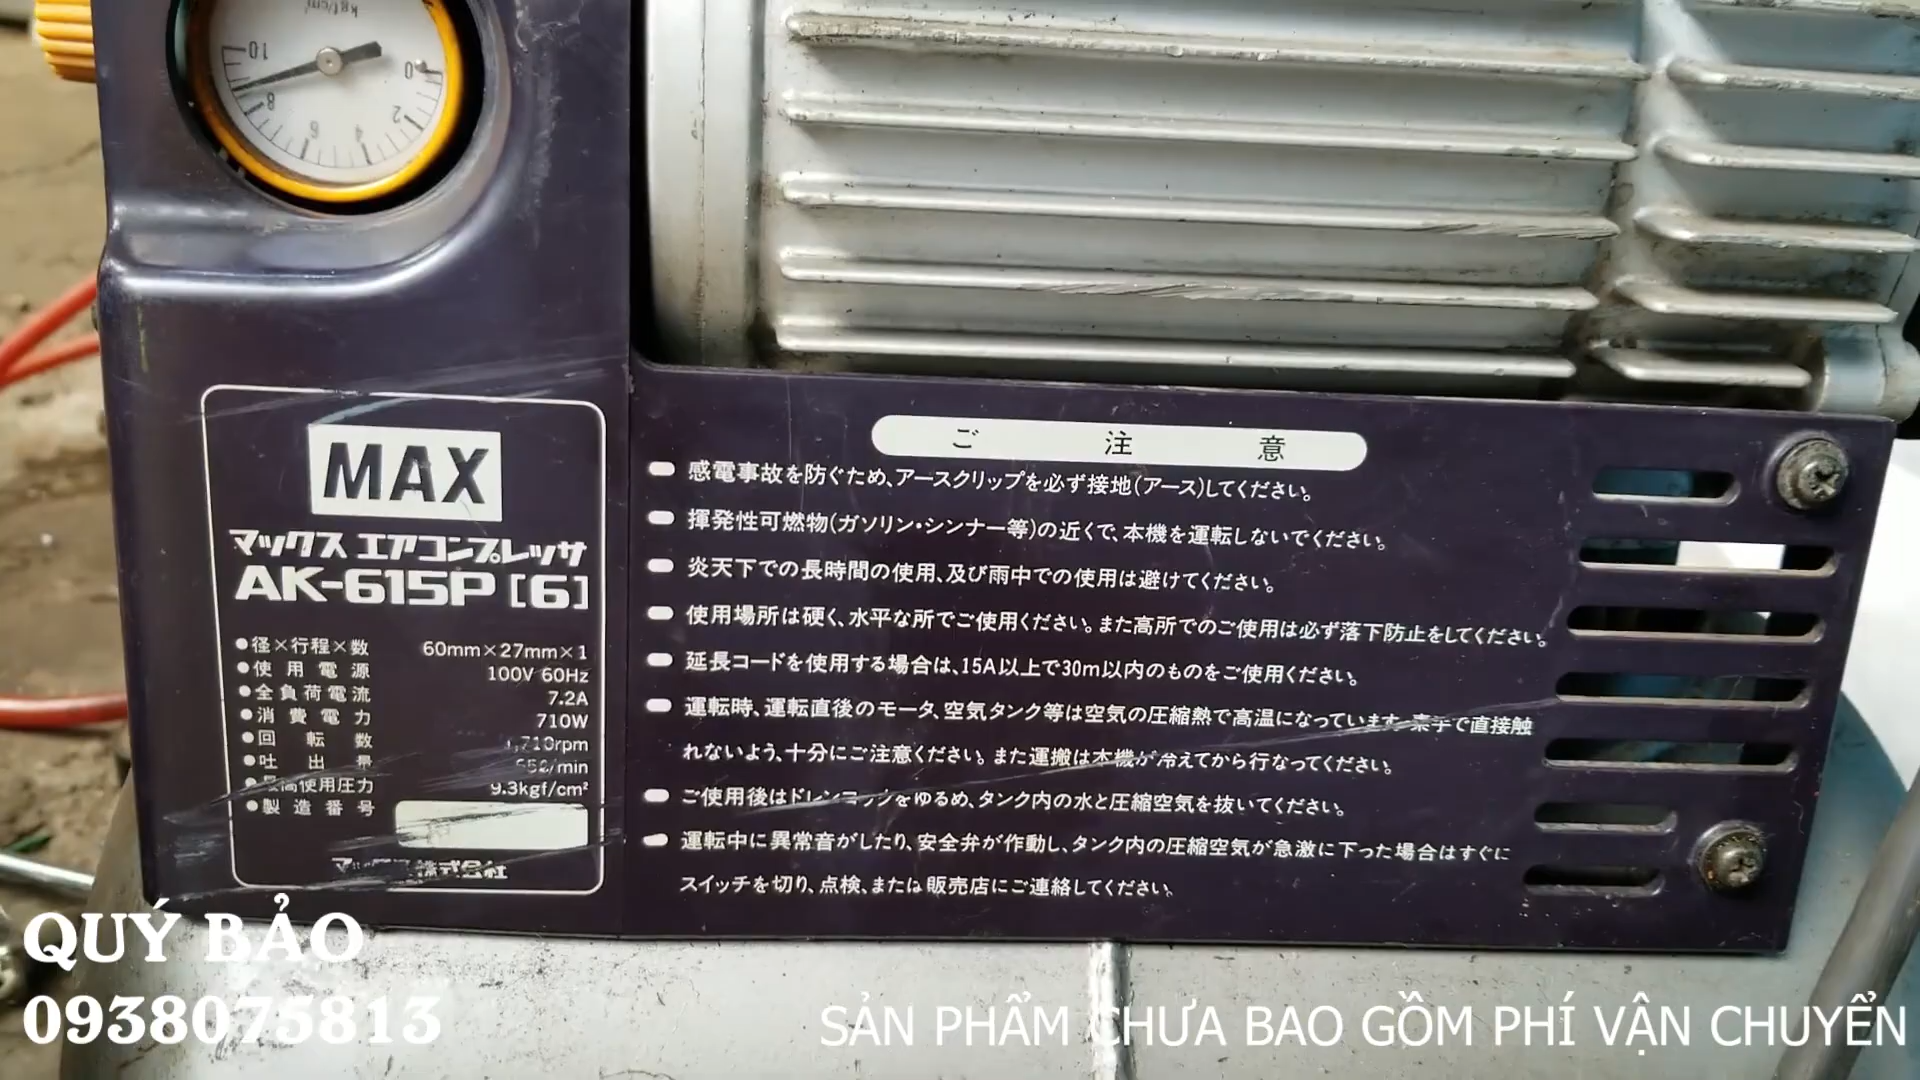 kgf/cm²
10 8 6 4 2 0
MAX
マックス エアコンプレッサ
AK-615P [6]
●径×行程×数 60mm×27mm×1
●使用電源 100V 60Hz
●全負荷電流 7.2A
●消費電力 710W
●回転数 1,710rpm
●吐出量 /min
●最高使用圧力 9.3kgf/cm²
●製造番号
マックス株式会社
ご注意
感電事故を防ぐため、アースクリップを必ず接地(アース)してください。
揮発性可燃物(ガソリン・シンナー等)の近くで、本機を運転しないでください。
炎天下での長時間の使用、及び雨中での使用は避けてください。
使用場所は硬く、水平な所でご使用ください。また高所でのご使用は必ず落下防止をしてください。
延長コードを使用する場合は、15A以上で30m以内のものをご使用ください。
運転時、運転直後のモータ、空気タンク等は空気の圧縮熱で高温になっています。素手で直接触
れないよう、十分にご注意ください。また運搬は本機が冷えてから行なってください。
ご使用後はドレンコックをゆるめ、タンク内の水と圧縮空気を抜いてください。
運転中に異常音がしたり、安全弁が作動し、タンク内の圧縮空気が急激に下った場合はすぐに
スイッチを切り、点検、または販売店にご連絡してください。
QUÝ BẢO
0938075813
SẢN PHẨM CHƯA BAO GỒM PHÍ VẬN CHUYỂN